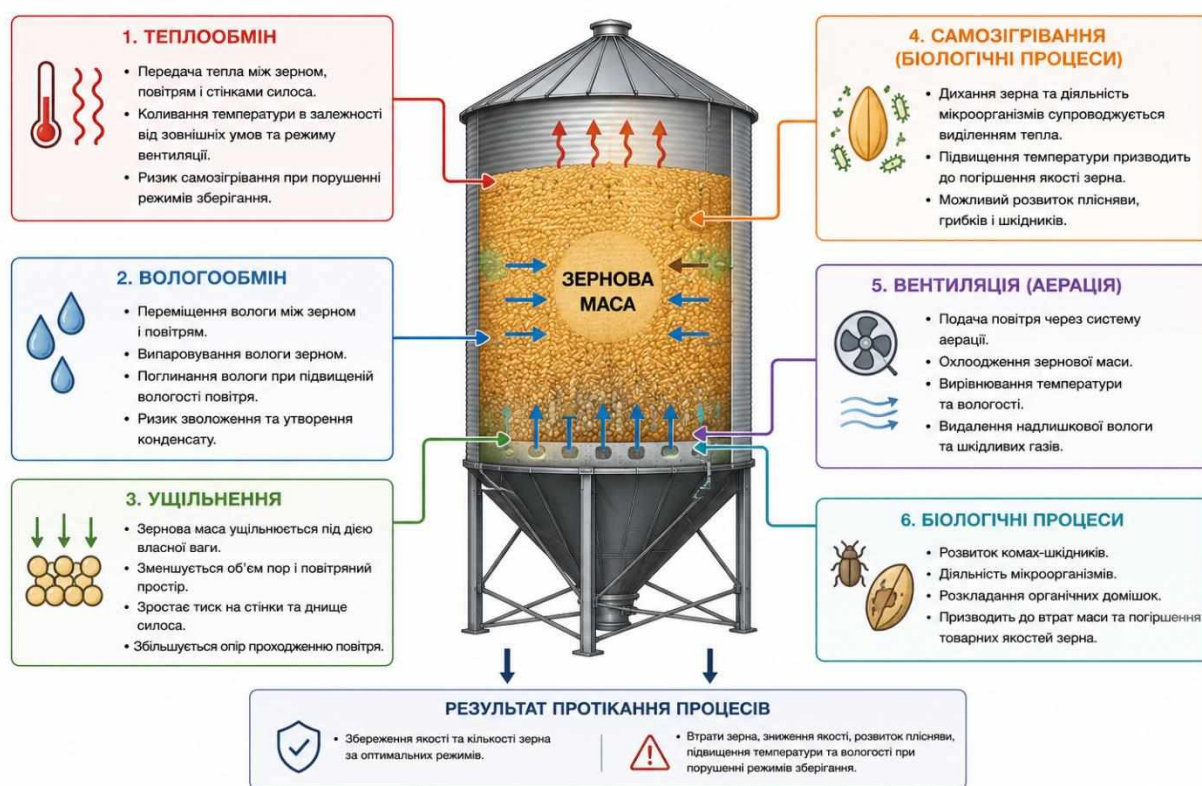 1. ТЕПЛООБМІН
• Передача тепла між зерном,
повітрям і стінками силоса.
• Коливання температури в залежності
від зовнішніх умов та режиму
вентиляції.
• Ризик самозігрівання при порушенні
режимів зберігання.
2. ВОЛОГООБМІН
• Переміщення вологи між зерном
і повітрям.
• Випаровування вологи зерном.
• Поглинання вологи при підвищеній
вологості повітря.
• Ризик зволоження та утворення
конденсату.
3. УЩІЛЬНЕННЯ
• Зернова маса ущільнюється під дією
власної ваги.
• Зменшується об'єм пор і повітряний
простір.
• Зростає тиск на стінки та днище
силоса.
• Збільшується опір проходженню повітря.
ЗЕРНОВА
МАСА
4. САМОЗІГРІВАННЯ
(БІОЛОГІЧНІ ПРОЦЕСИ)
• Дихання зерна та діяльність
мікроорганізмів супроводжується
виділенням тепла.
• Підвищення температури призводить
до погіршення якості зерна.
• Можливий розвиток плісняви,
грибків і шкідників.
5. ВЕНТИЛЯЦІЯ (АЕРАЦІЯ)
• Подача повітря через систему
аерації.
• Охлоодження зернової маси.
• Вирівнювання температури
та вологості.
• Видалення надлишкової вологи
та шкідливих газів.
6. БІОЛОГІЧНІ ПРОЦЕСИ
• Розвиток комах-шкідників.
• Діяльність мікроорганізмів.
• Розкладання органічних домішок.
• Призводить до втрат маси та погіршення
товарних якостей зерна.
РЕЗУЛЬТАТ ПРОТІКАННЯ ПРОЦЕСІВ
• Збереження якості та кількості зерна
за оптимальних режимів.
• Втрати зерна, зниження якості, розвиток плісняви,
підвищення температури та вологості при
порушенні режимів зберігання.